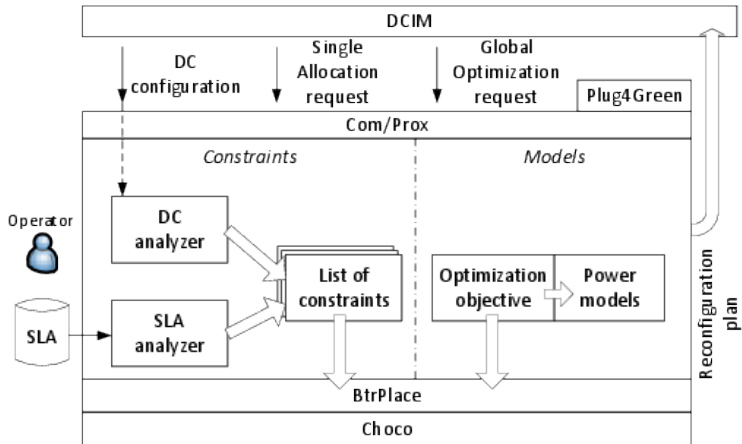 DCIM
DC
configuration
Single
Allocation
request
Global
Optimization
request
Plug4Green
Com/Prox
Constraints
Models
Operator
DC
analyzer
SLA
SLA
analyzer
List of
constraints
Optimization
objective
Power
models
Reconfiguration
plan
BtrPlace
Choco